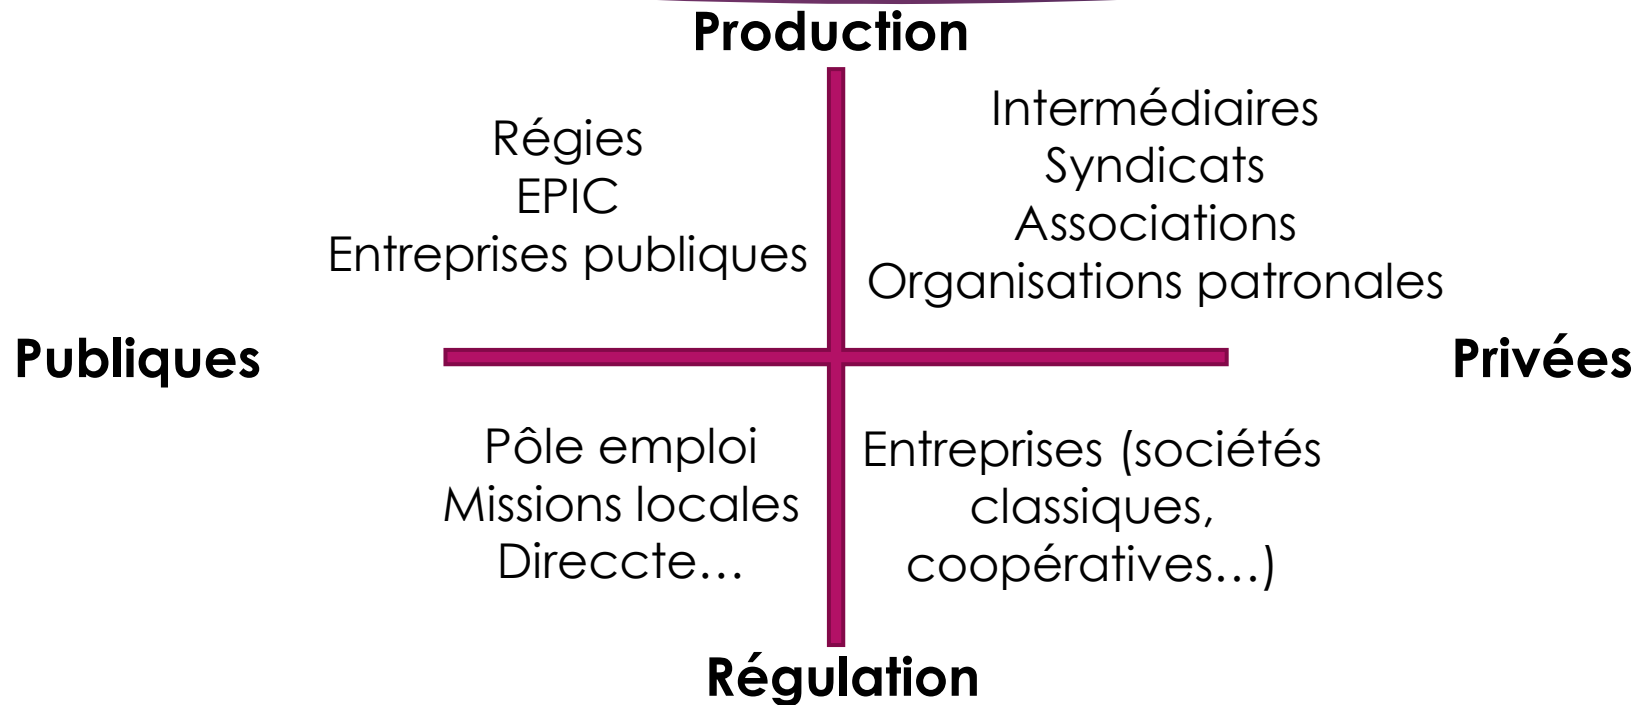 Production
Régies
EPIC
Entreprises publiques
Intermédiaires
Syndicats
Associations
Organisations patronales
Publiques
Privées
Pôle emploi
Missions locales
Direccte…
Entreprises (sociétés
classiques,
coopératives…)
Régulation